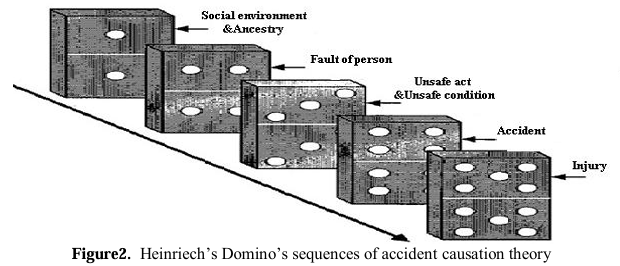 Social environment
&Ancestry
Fault of person
Unsafe act
&Unsafe condition
Accident
Injury
Figure2. Heinriech's Domino's sequences of accident causation theory